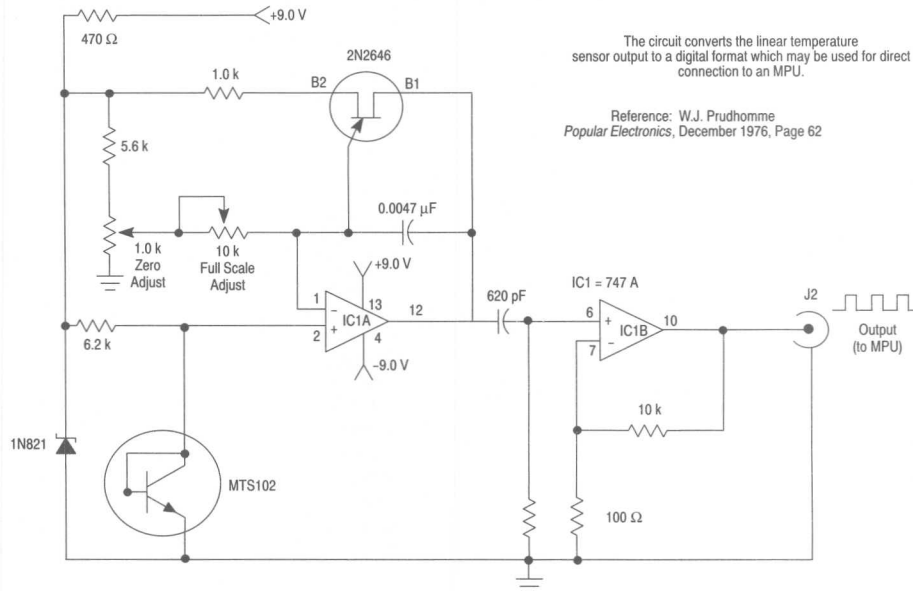 +9.0 V
470 Ω
The circuit converts the linear temperature
sensor output to a digital format which may be used for direct
connection to an MPU.
Reference: W.J. Prudhomme
Popular Electronics, December 1976, Page 62
2N2646
1.0 k
B2
B1
5.6 k
0.0047 µF
1.0 k
Zero
Adjust
10 k
Full Scale
Adjust
+9.0 V
1
13
12
IC1A
2
4
-9.0 V
6.2 k
620 pF
IC1 = 747 A
6
IC1B
10
7
J2
Output
(to MPU)
10 k
1N821
MTS102
100 Ω
−
+
+
−